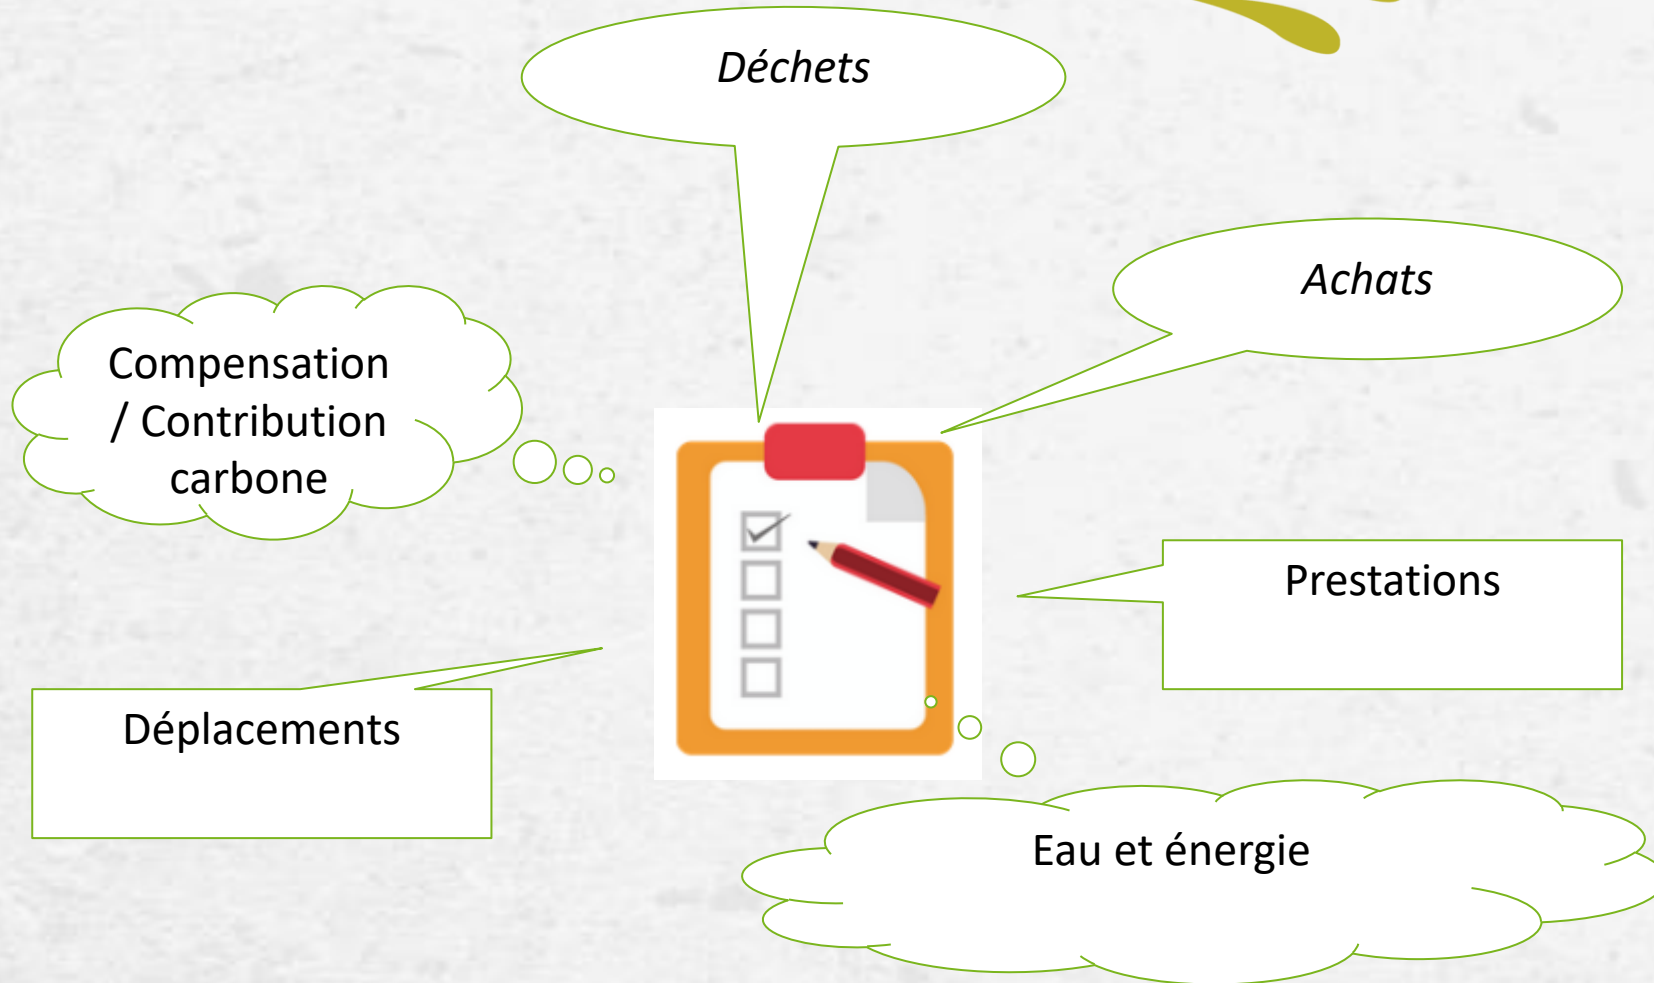 Déchets
Achats
Compensation
/ Contribution
carbone
Prestations
Déplacements
Eau et énergie